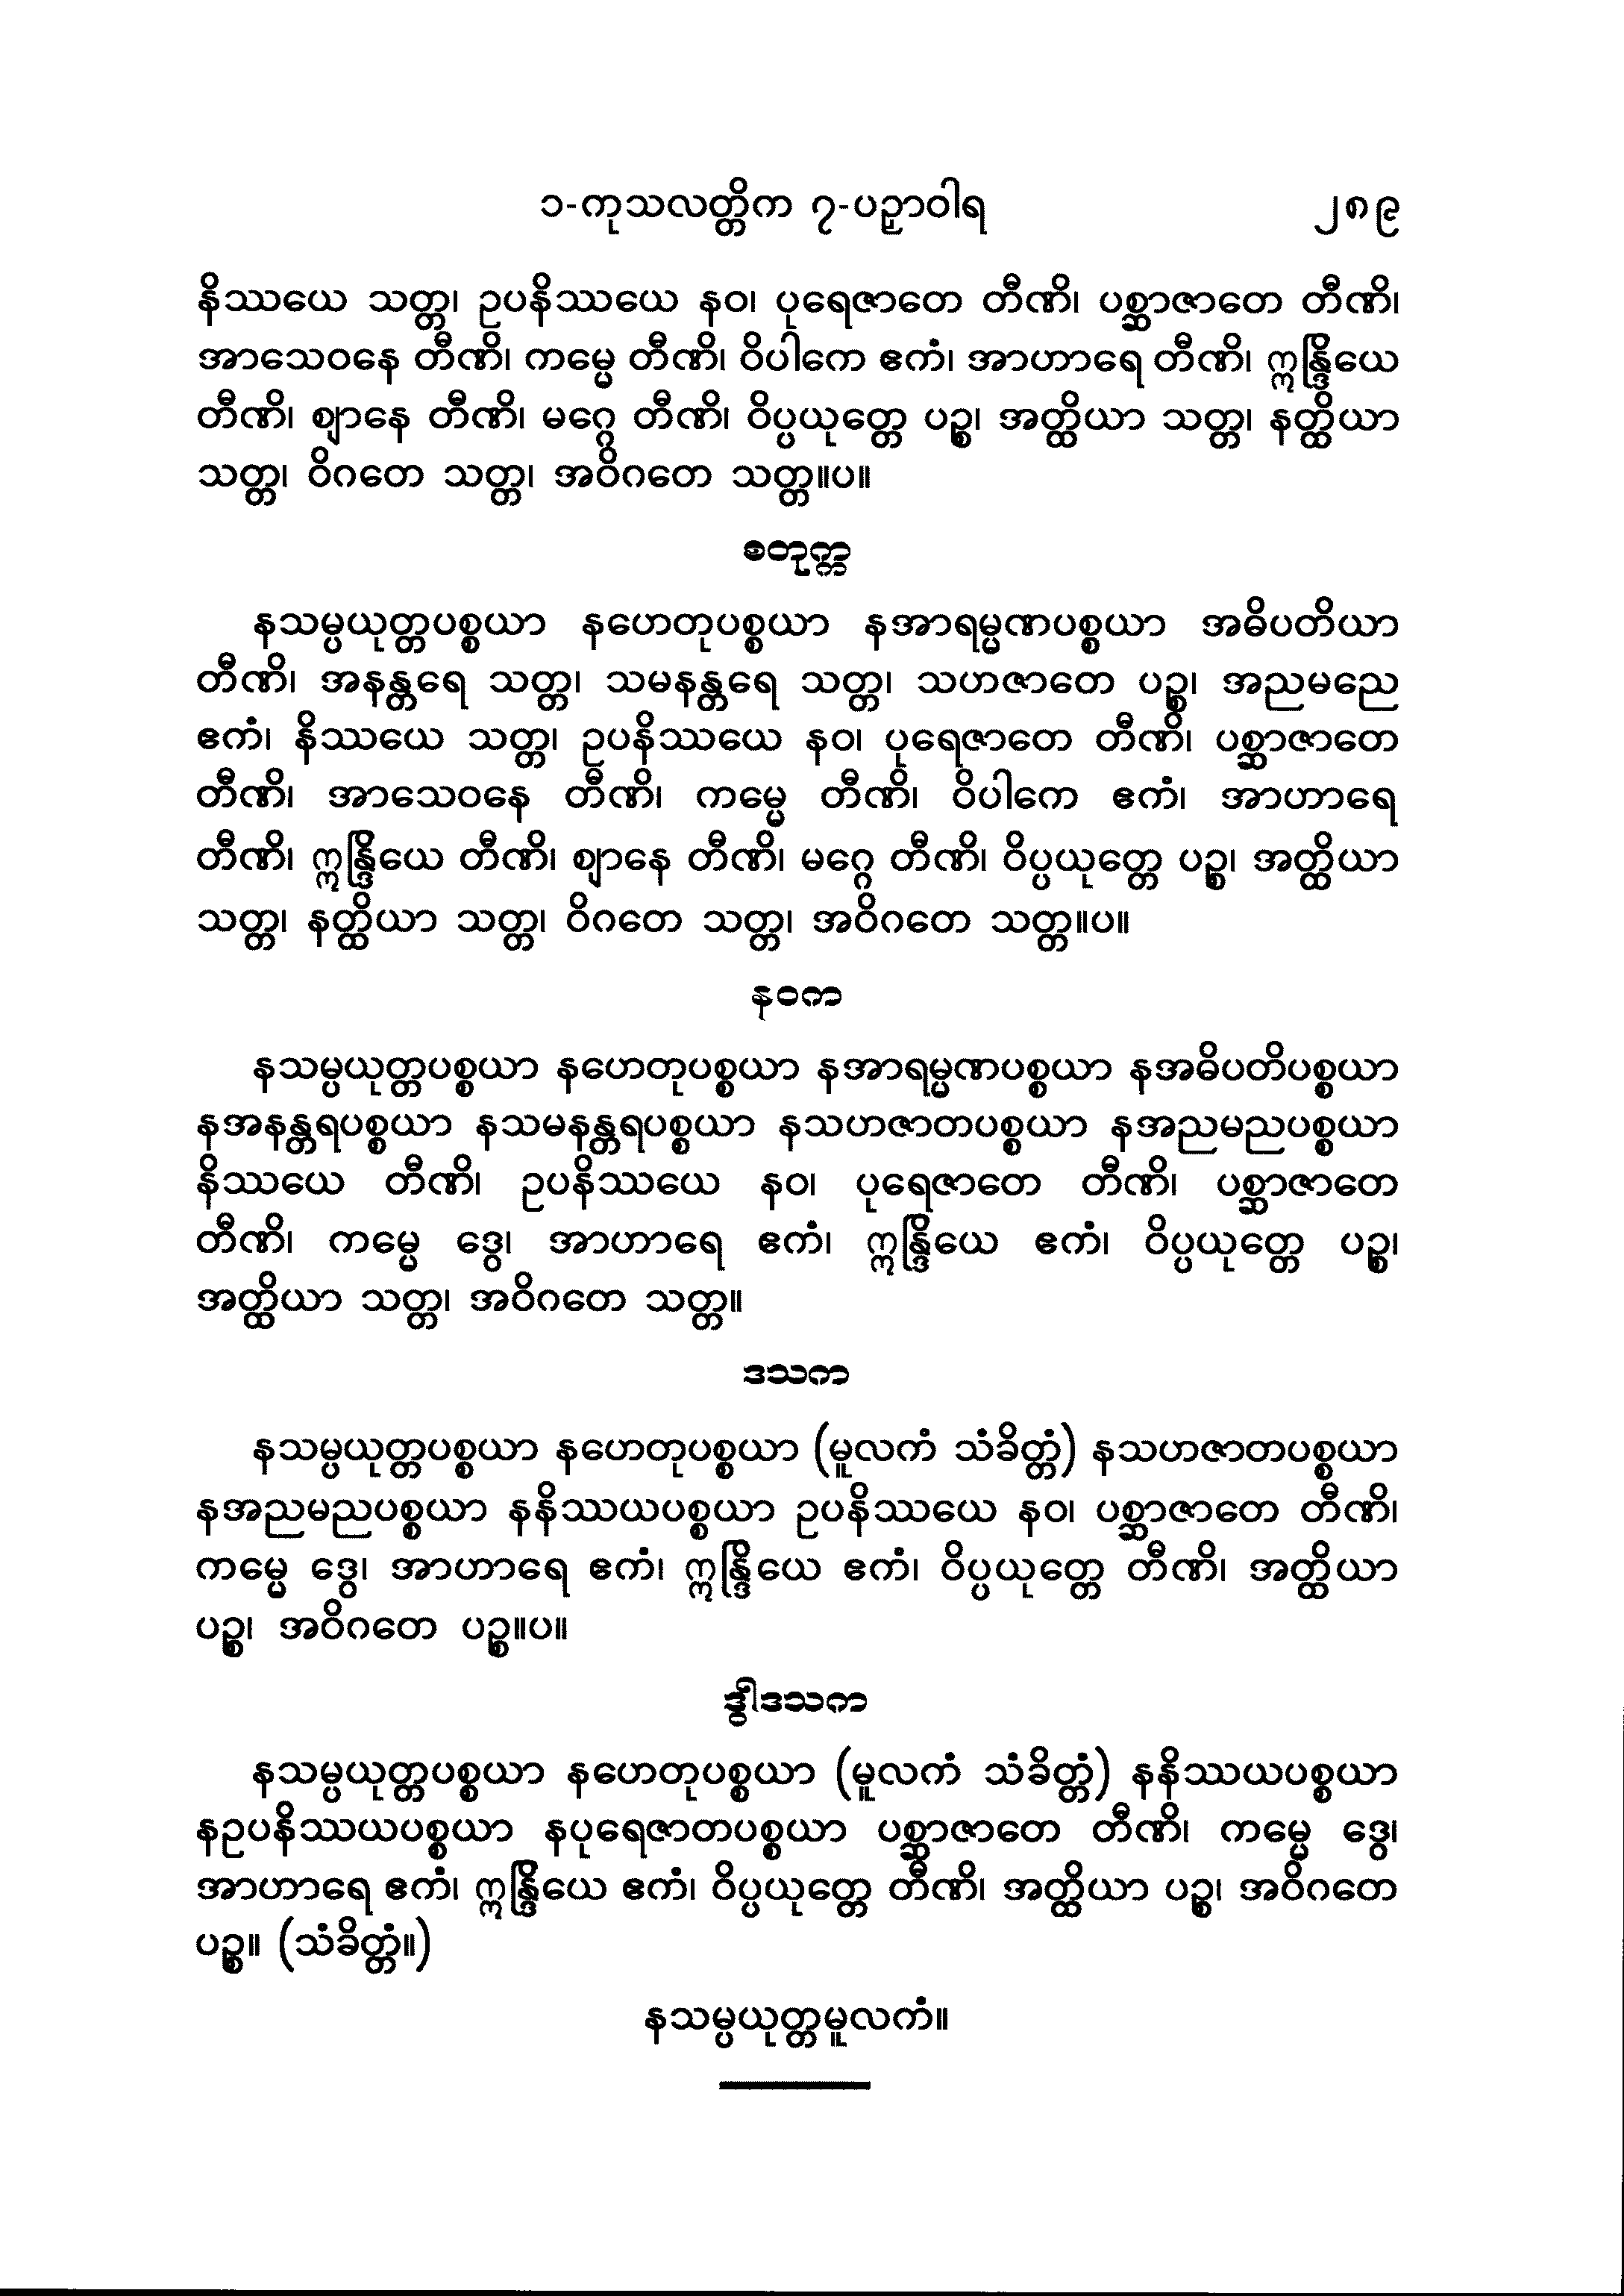 ၁-ကုသလတ္တိက ၇-ပဉှာဝါရ ၂၈၉
နိဿယေ သတ္တ၊ ဥပနိဿယေ နဝ၊ ပုရေဇာတေ တီဏိ၊ ပစ္ဆာဇာတေ တီဏိ၊
အာသေဝနေ တီဏိ၊ ကမ္မေ တီဏိ၊ ဝိပါကေ ဧကံ၊ အာဟာရေ တီဏိ၊ ဣန္ဒြိယေ
တီဏိ၊ ဈာနေ တီဏိ၊ မဂ္ဂေ တီဏိ၊ ဝိပ္ပယုတ္တေ ပဉ္စ၊ အတ္ထိယာ သတ္တ၊ နတ္ထိယာ
သတ္တ၊ ဝိဂတေ သတ္တ၊ အဝိဂတေ သတ္တ။ပ။
စတုက္က
နသမ္ပယုတ္တပစ္စယာ နဟေတုပစ္စယာ နအာရမ္မဏပစ္စယာ အဓိပတိယာ
တီဏိ၊ အနန္တရေ သတ္တ၊ သမနန္တရေ သတ္တ၊ သဟဇာတေ ပဉ္စ၊ အညမညေ
ဧကံ၊ နိဿယေ သတ္တ၊ ဥပနိဿယေ နဝ၊ ပုရေဇာတေ တီဏိ၊ ပစ္ဆာဇာတေ
တီဏိ၊ အာသေဝနေ တီဏိ၊ ကမ္မေ တီဏိ၊ ဝိပါကေ ဧကံ၊ အာဟာရေ
တီဏိ၊ ဣန္ဒြိယေ တီဏိ၊ ဈာနေ တီဏိ၊ မဂ္ဂေ တီဏိ၊ ဝိပ္ပယုတ္တေ ပဉ္စ၊ အတ္ထိယာ
သတ္တ၊ နတ္ထိယာ သတ္တ၊ ဝိဂတေ သတ္တ၊ အဝိဂတေ သတ္တ။ပ။
နဝက
နသမ္ပယုတ္တပစ္စယာ နဟေတုပစ္စယာ နအာရမ္မဏပစ္စယာ နအဓိပတိပစ္စယာ
နအနန္တရပစ္စယာ နသမနန္တရပစ္စယာ နသဟဇာတပစ္စယာ နအညမညပစ္စယာ
နိဿယေ တီဏိ၊ ဥပနိဿယေ နဝ၊ ပုရေဇာတေ တီဏိ၊ ပစ္ဆာဇာတေ
တီဏိ၊ ကမ္မေ ဒွေ၊ အာဟာရေ ဧကံ၊ ဣန္ဒြိယေ ဧကံ၊ ဝိပ္ပယုတ္တေ ပဉ္စ၊
အတ္ထိယာ သတ္တ၊ အဝိဂတေ သတ္တ။
ဒသက
နသမ္ပယုတ္တပစ္စယာ နဟေတုပစ္စယာ (မူလကံ သံခိတ္တံ) နသဟဇာတပစ္စယာ
နအညမညပစ္စယာ နနိဿယပစ္စယာ ဥပနိဿယေ နဝ၊ ပစ္ဆာဇာတေ တီဏိ၊
ကမ္မေ ဒွေ၊ အာဟာရေ ဧကံ၊ ဣန္ဒြိယေ ဧကံ၊ ဝိပ္ပယုတ္တေ တီဏိ၊ အတ္ထိယာ
ပဉ္စ၊ အဝိဂတေ ပဉ္စ။ပ။
ဒွါဒသက
နသမ္ပယုတ္တပစ္စယာ နဟေတုပစ္စယာ (မူလကံ သံခိတ္တံ) နနိဿယပစ္စယာ
နဥပနိဿယပစ္စယာ နပုရေဇာတပစ္စယာ ပစ္ဆာဇာတေ တီဏိ၊ ကမ္မေ ဒွေ၊
အာဟာရေ ဧကံ၊ ဣန္ဒြိယေ ဧကံ၊ ဝိပ္ပယုတ္တေ တီဏိ၊ အတ္ထိယာ ပဉ္စ၊ အဝိဂတေ
ပဉ္စ။ (သံခိတ္တံ။)
နသမ္ပယုတ္တမူလကံ။